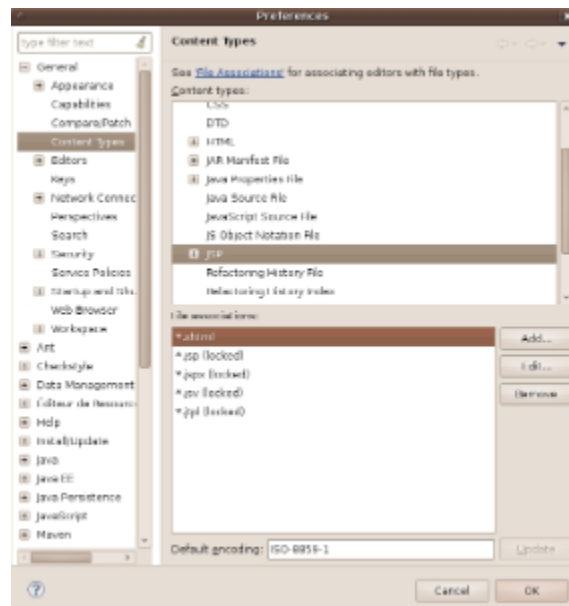 Preferences
type filter text
Content Types
See 'File Associations' for associating editors with file types.
Content types:
CSS
DTD
HTML
JAR Manifest File
Java Properties File
Java Source File
JavaScript Source File
JS Object Notation File
JSP
Refactoring History File
Refactoring History Index
File associations:
*.xhtml
*.jsp (locked)
*.jspx (locked)
*.jsv (locked)
*.jtpl (locked)
Add...
Edit...
Remove
Default encoding: ISO-8859-1
Update
General
Appearance
Capabilities
Compare/Patch
Content Types
Editors
Keys
Network Connec
Perspectives
Search
Security
Service Policies
Startup and Shu
Web Browser
Workspace
Ant
Checkstyle
Data Management
Éditeur de Ressourc
Help
Install/Update
Java
Java EE
Java Persistence
JavaScript
Maven
Cancel
OK